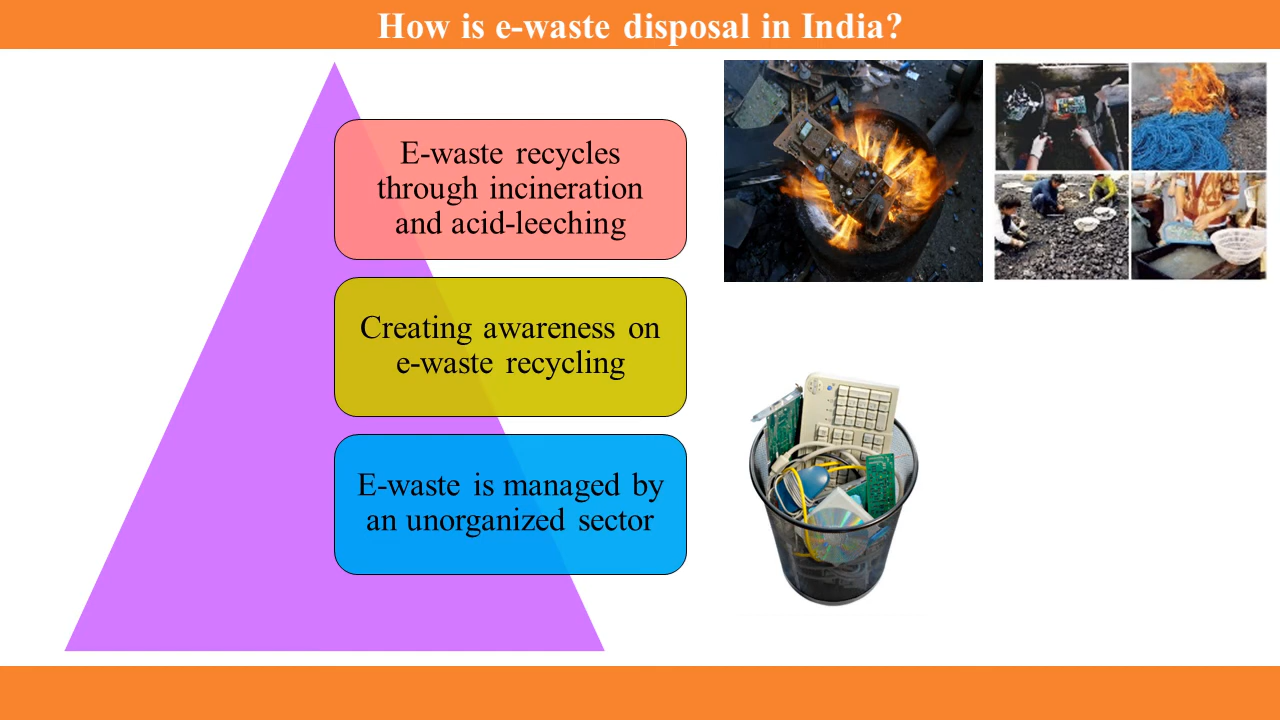 How is e-waste disposal in India?
E-waste recycles
through incineration
and acid-leeching
Creating awareness on
e-waste recycling
E-waste is managed by
an unorganized sector